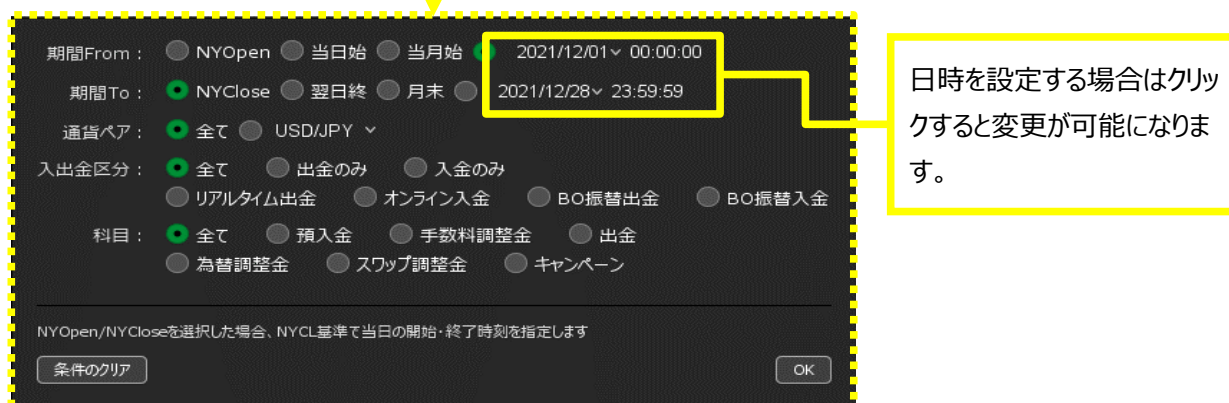 期間From： NYOpen 当日始 当月始 2021/12/01 00:00:00
期間To： NYClose 翌日終 月末 2021/12/28 23:59:59
通貨ペア： 全て USD/JPY
入出金区分： 全て 出金のみ 入金のみ
リアルタイム出金 オンライン入金 BO振替出金 BO振替入金
科目： 全て 預入金 手数料調整金 出金
為替調整金 スワップ調整金 キャンペーン
NYOpen/NYCloseを選択した場合、NYCL基準で当日の開始・終了時刻を指定します
条件のクリア OK
日時を設定する場合はクリッ
クすると変更が可能になりま
す。